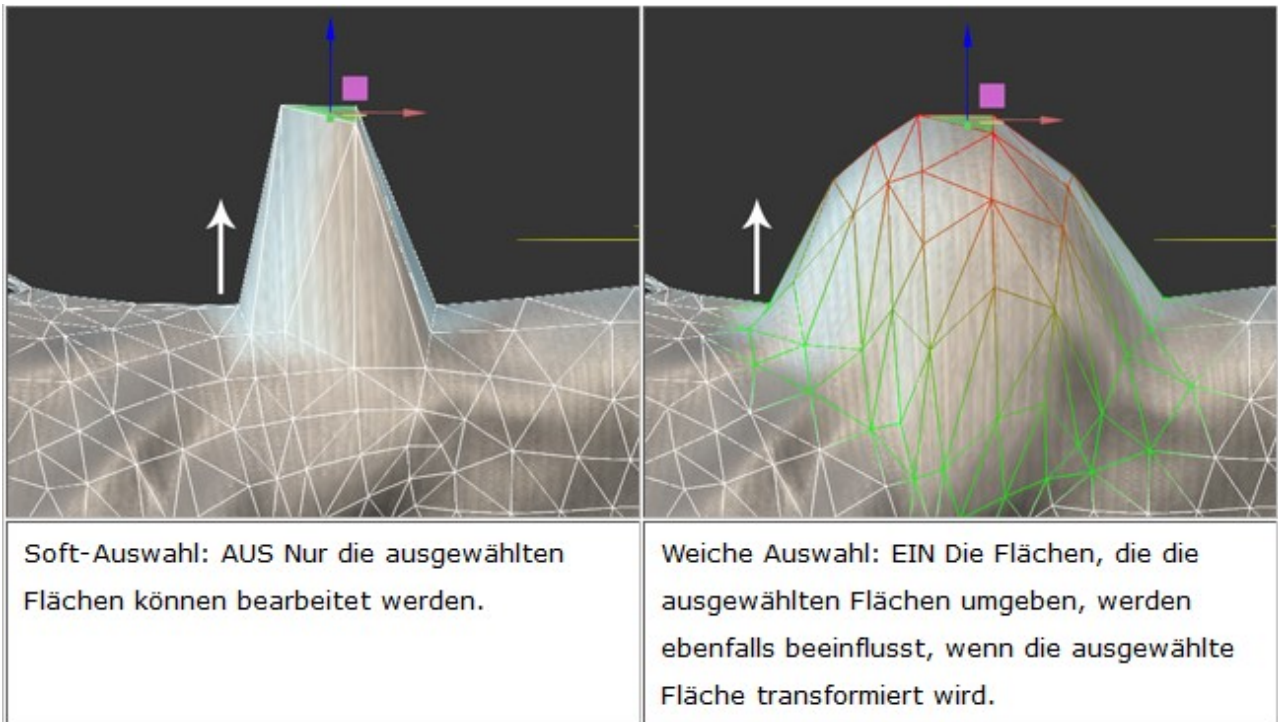 Soft-Auswahl: AUS Nur die ausgewählten
Flächen können bearbeitet werden.
Weiche Auswahl: EIN Die Flächen, die die
ausgewählten Flächen umgeben, werden
ebenfalls beeinflusst, wenn die ausgewählte
Fläche transformiert wird.